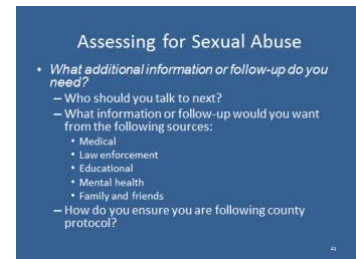 Assessing for Sexual Abuse
• What additional information or follow-up do you
need?
– Who should you talk to next?
– What information or follow-up would you want
from the following sources:
• Medical
• Law enforcement
• Educational
• Mental health
• Family and friends
– How do you ensure you are following county
protocol?